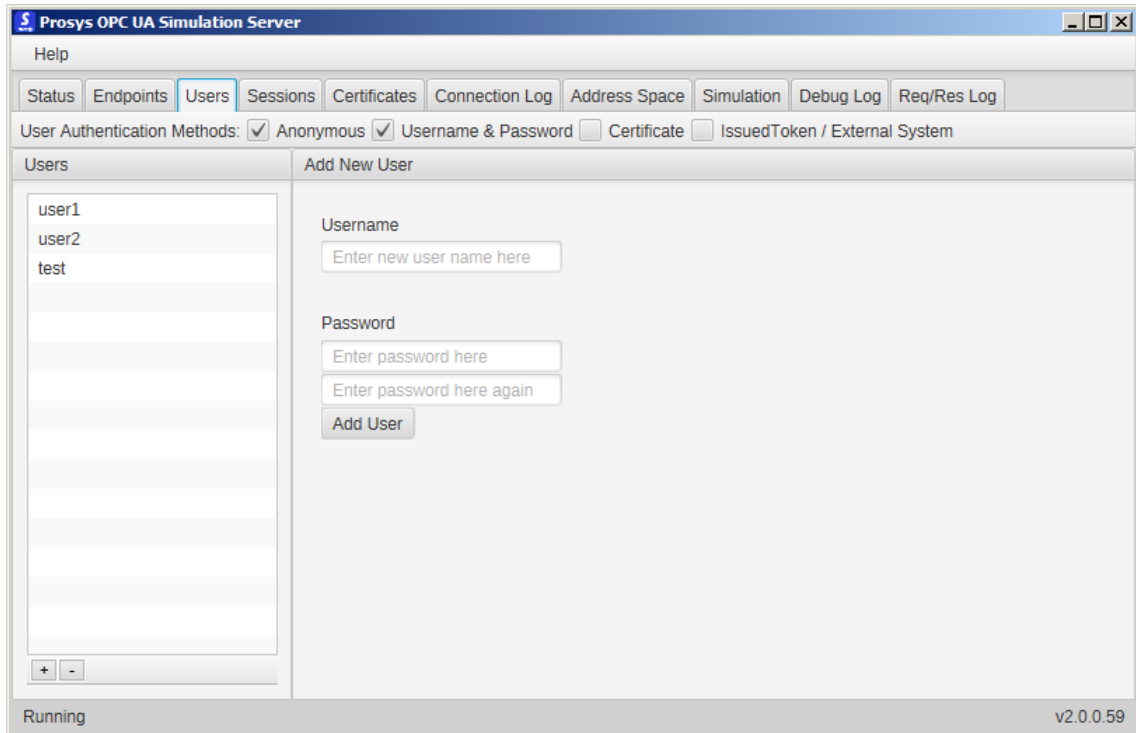 Prosys OPC UA Simulation Server
Help
Status Endpoints Users Sessions Certificates Connection Log Address Space Simulation Debug Log Req/Res Log
User Authentication Methods: Anonymous Username & Password Certificate IssuedToken / External System
Users Add New User
user1
user2
test
Username
Enter new user name here
Password
Enter password here
Enter password here again
Add User
+ -
Running v2.0.0.59